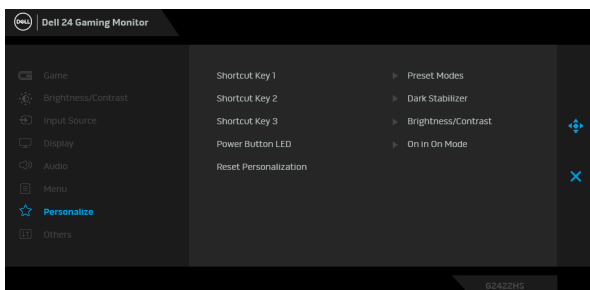 DELL Dell 24 Gaming Monitor
Game
Brightness/Contrast
Input Source
Display
Audio
Menu
Personalize
Others
Shortcut Key 1 Preset Modes
Shortcut Key 2 Dark Stabilizer
Shortcut Key 3 Brightness/Contrast
Power Button LED On in On Mode
Reset Personalization
G2422HS